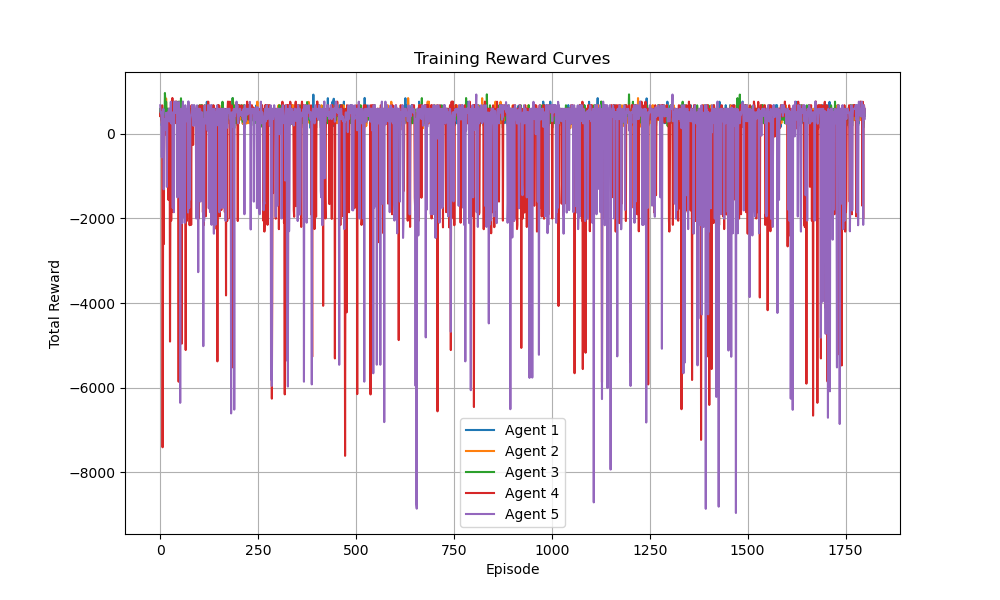 Training Reward Curves
Total Reward
0
−2000
−4000
−6000
−8000
Agent 1
Agent 2
Agent 3
Agent 4
Agent 5
0 250 500 750 1000 1250 1500 1750
Episode